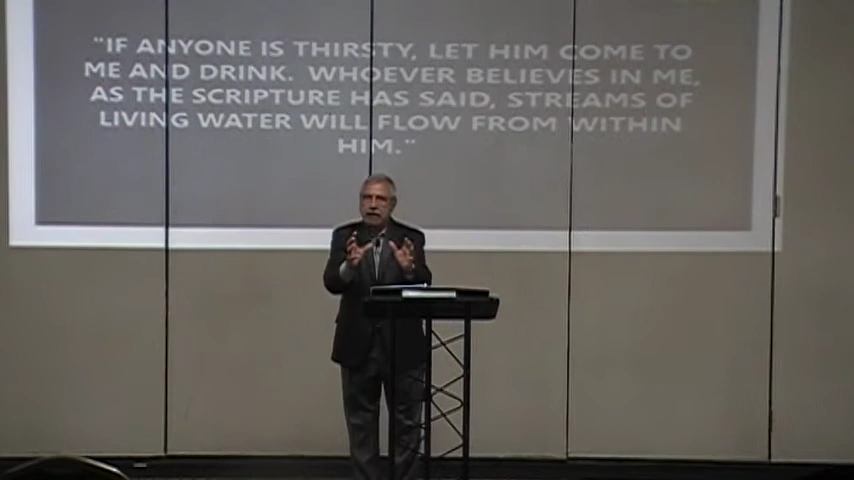 "IF ANYONE IS THIRSTY, LET HIM COME TO
ME AND DRINK. WHOEVER BELIEVES IN ME,
AS THE SCRIPTURE HAS SAID, STREAMS OF
LIVING WATER WILL FLOW FROM WITHIN
HIM."